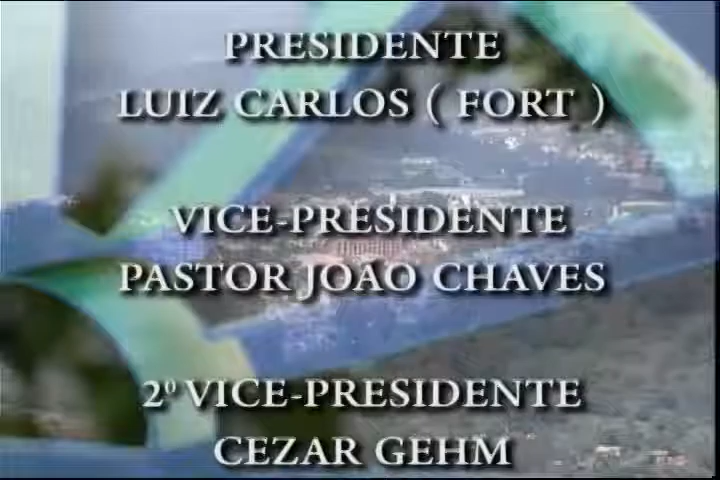 PRESIDENTE
LUIZ CARLOS ( FORT )
VICE-PRESIDENTE
PASTOR JOAO CHAVES
2º VICE-PRESIDENTE
CEZAR GEHM